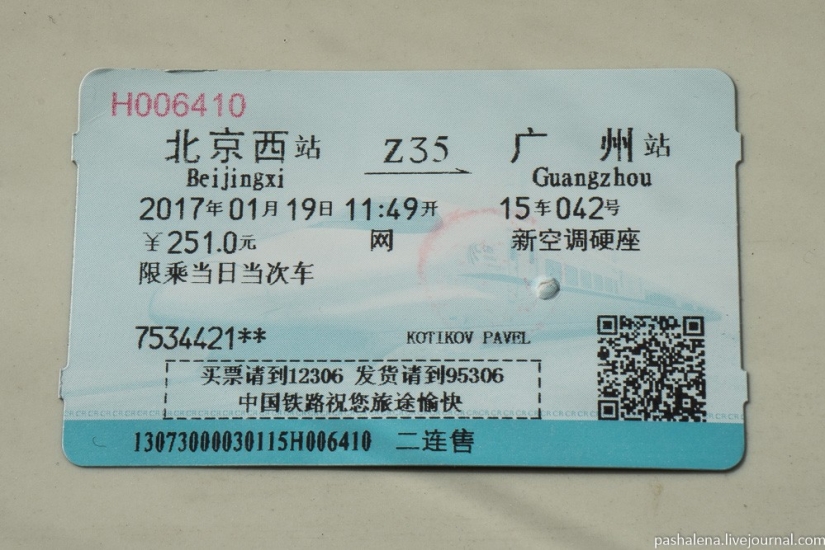 H006410
北京西站 Z35 广州站
Beijingxi Guangzhou
2017年01月19日 11:49开 15车042号
￥251.0元 网 新空调硬座
限乘当日当次车
7534421** KOTIKOV PAVEL
买票请到12306 发货请到95306
中国铁路祝您旅途愉快
13073000030115H006410 二连售
pashalena.livejournal.com